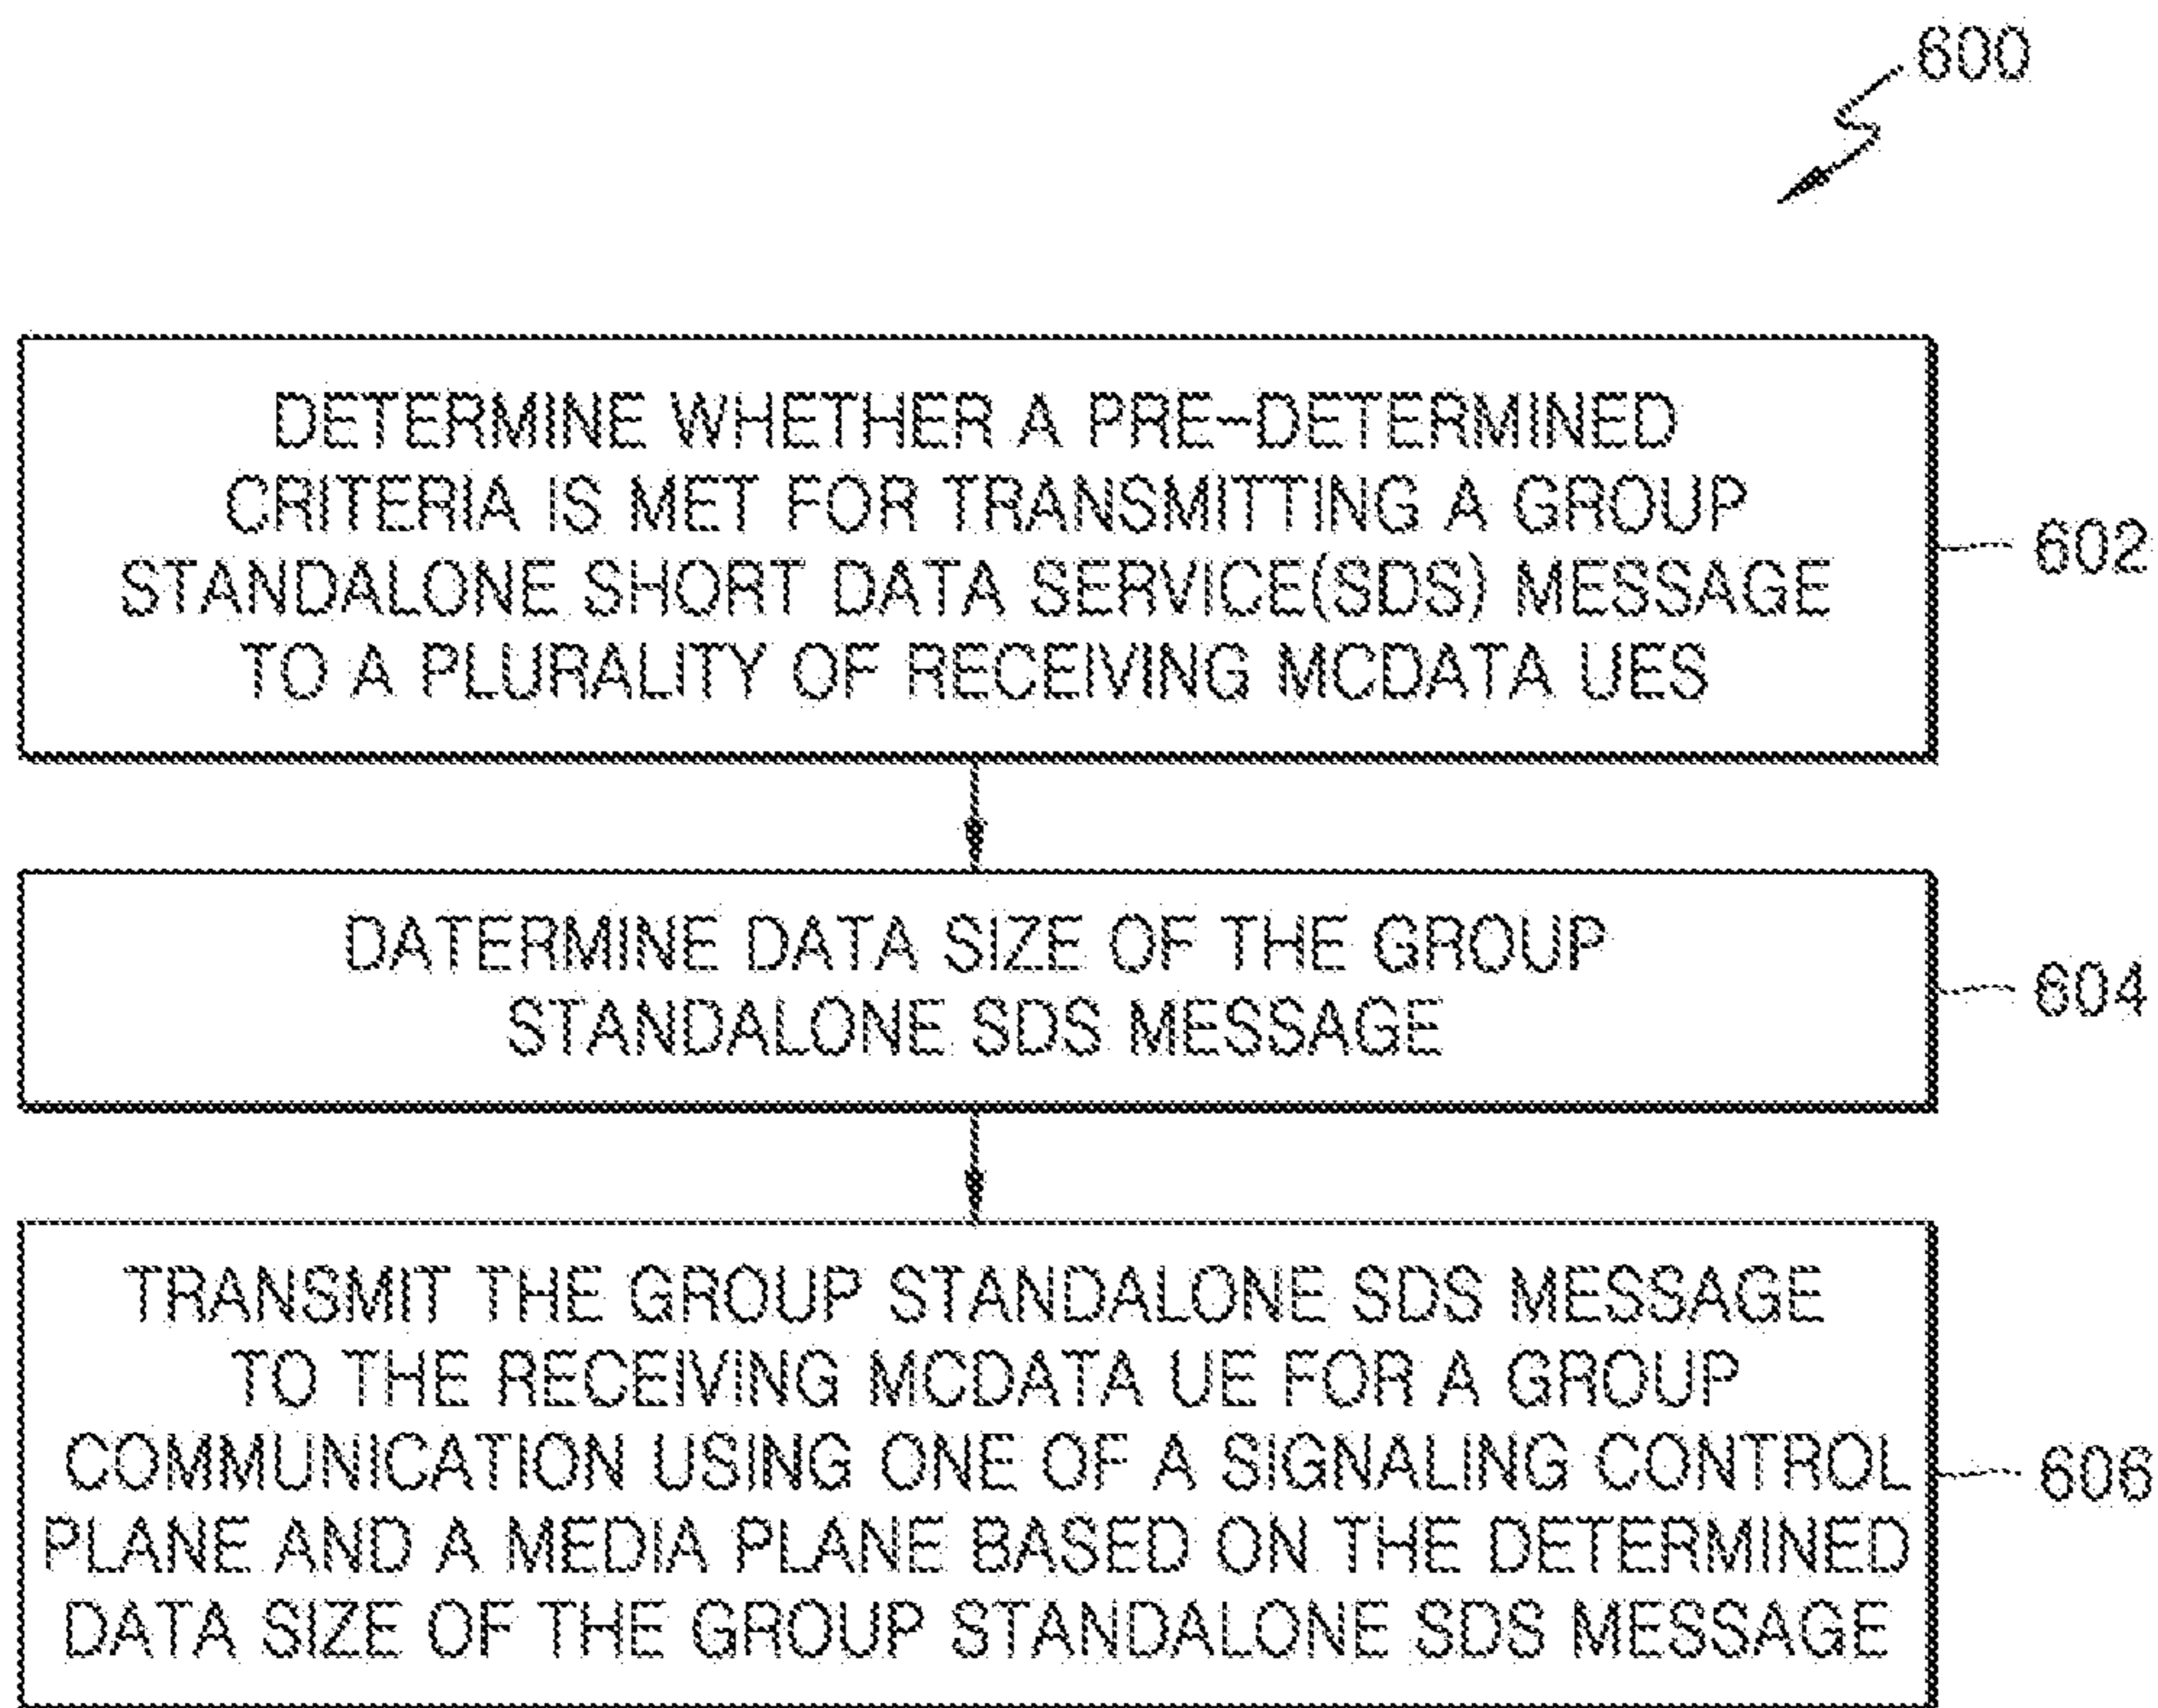 600
DETERMINE WHETHER A PRE-DETERMINED
CRITERIA IS MET FOR TRANSMITTING A GROUP
STANDALONE SHORT DATA SERVICE(SDS) MESSAGE
TO A PLURALITY OF RECEIVING MCDATA UES
602
DATERMINE DATA SIZE OF THE GROUP
STANDALONE SDS MESSAGE
604
TRANSMIT THE GROUP STANDALONE SDS MESSAGE
TO THE RECEIVING MCDATA UE FOR A GROUP
COMMUNICATION USING ONE OF A SIGNALING CONTROL
PLANE AND A MEDIA PLANE BASED ON THE DETERMINED
DATA SIZE OF THE GROUP STANDALONE SDS MESSAGE
606